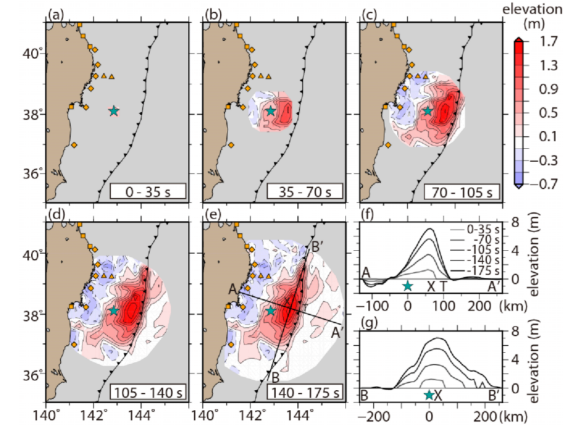 elevation
(m)
(a) (b) (c)
40° 38° 36°
1.7
1.3
0.9
0.5
0.1
−0.3
−0.7
0 - 35 s 35 - 70 s 70 - 105 s
(d) (e) (f)
40° 38° 36°
B'
A
X
A'
B
105 - 140 s 140 - 175 s
140° 142° 144° 140° 142° 144°
0-35 s
-70 s
-105 s
-140 s
-175 s
A X T A'
8
4
0
elevation (m)
-100 0 100 200 (km)
(g)
8
4
0
elevation (m)
B X B'
-200 0 200 (km)